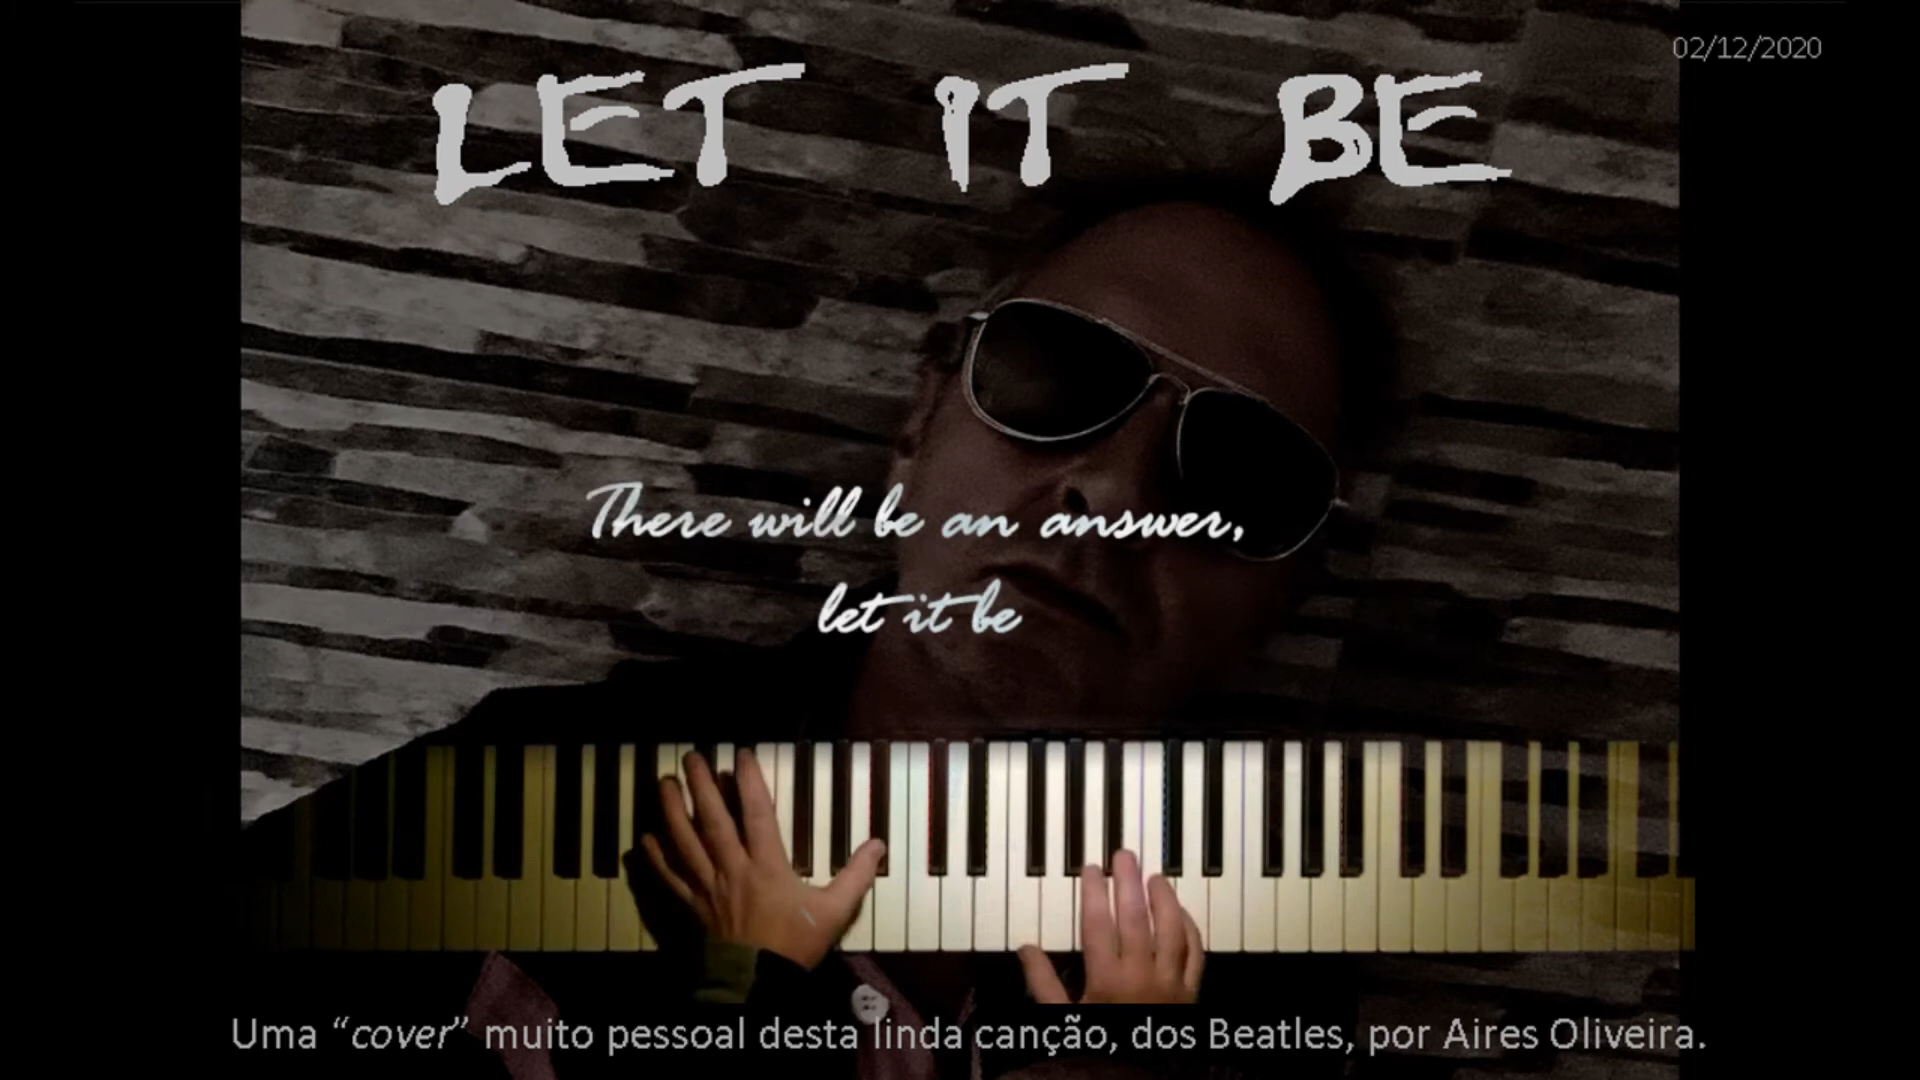 02/12/2020
LET IT BE
There will be an answer,
let it be
Uma “cover” muito pessoal desta linda canção, dos Beatles, por Aires Oliveira.